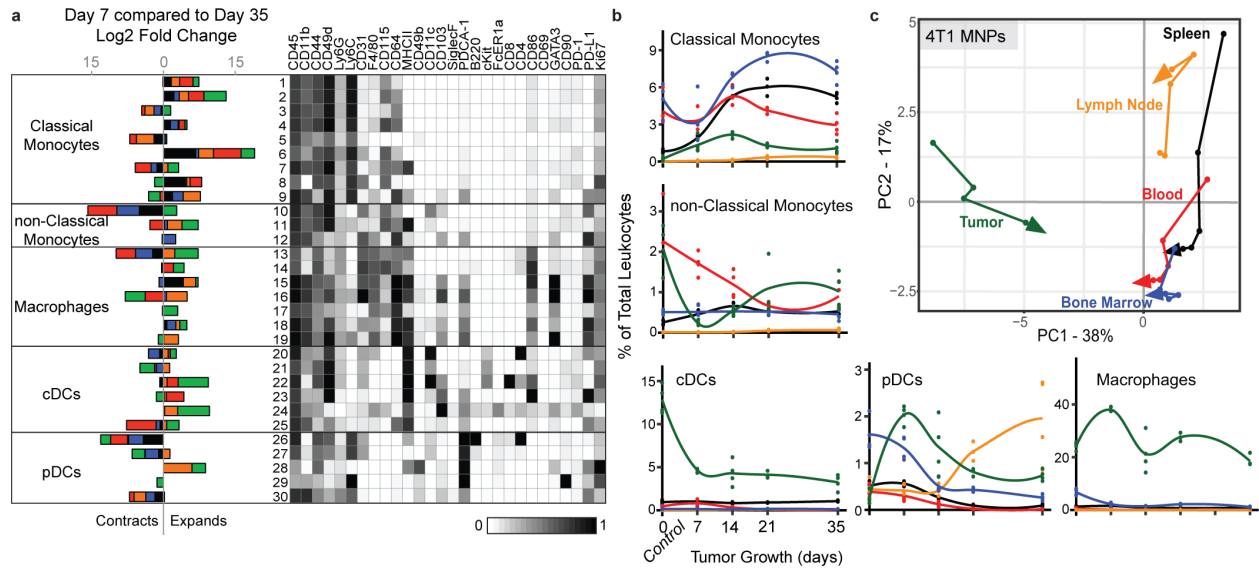 a
Day 7 compared to Day 35
Log2 Fold Change
15 0 15
CD45
CD11b
CD44
CD49d
Ly6G
Ly6C
CD31
F4/80
CD115
CD64
MHCII
CD49b
CD11c
CD103
SiglecF
PDCA-1
B220
cKit
FcER1a
CD8
CD4
CD86
CD69
GATA3
CD90
PD-1
PD-L1
Ki67
Classical
Monocytes
non-Classical
Monocytes
Macrophages
cDCs
pDCs
1
2
3
4
5
6
7
8
9
10
11
12
13
14
15
16
17
18
19
20
21
22
23
24
25
26
27
28
29
30
Contracts Expands
0 1
b
% of Total Leukocytes
Classical Monocytes
9
6
3
0
non-Classical Monocytes
3
2
1
0
cDCs
15
10
5
0
0 7 14 21 35
Control
Tumor Growth (days)
pDCs
3
2
1
0
Macrophages
40
20
0
c
4T1 MNPs
Spleen
Lymph Node
Blood
Tumor
Bone Marrow
5
2.5
0
−2.5
PC2 - 17%
−5 0
PC1 - 38%